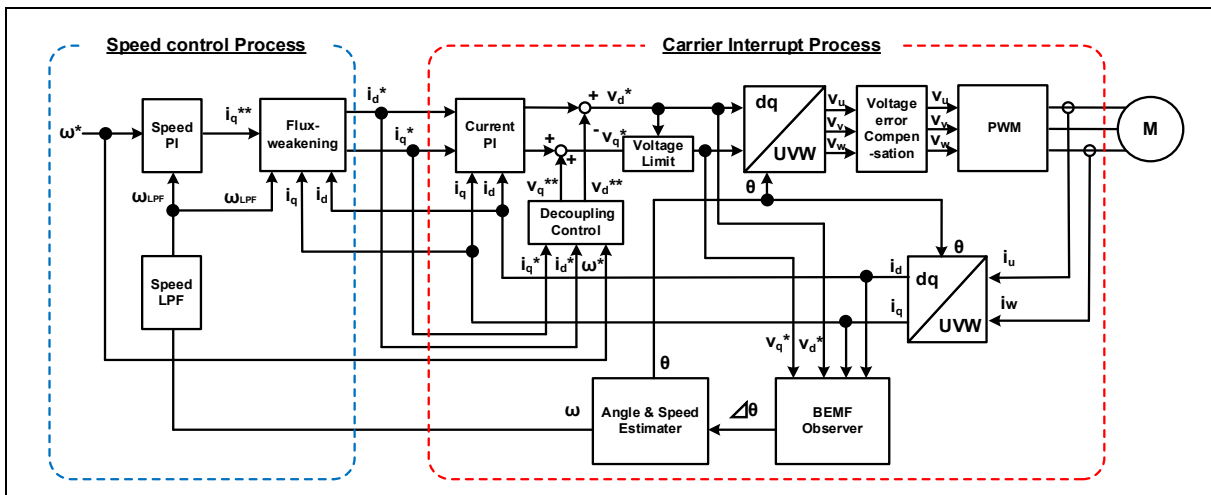 Speed control Process
Carrier Interrupt Process
ω*
Speed
PI
iq**
Flux-
weakening
id*
iq*
Current
PI
+
vd*
-
+
+
vq*
Voltage
Limit
dq
UVW
vu
vv
vw
Voltage
error
Compen
-sation
vu
vv
vw
PWM
M
ωLPF
ωLPF
iq
id
iq
id
vq**
vd**
Decoupling
Control
θ
θ
Speed
LPF
iq*
id*
ω*
id
iq
dq
UVW
iu
iw
vq*
vd*
θ
ω
Angle & Speed
Estimater
⊿θ
BEMF
Observer